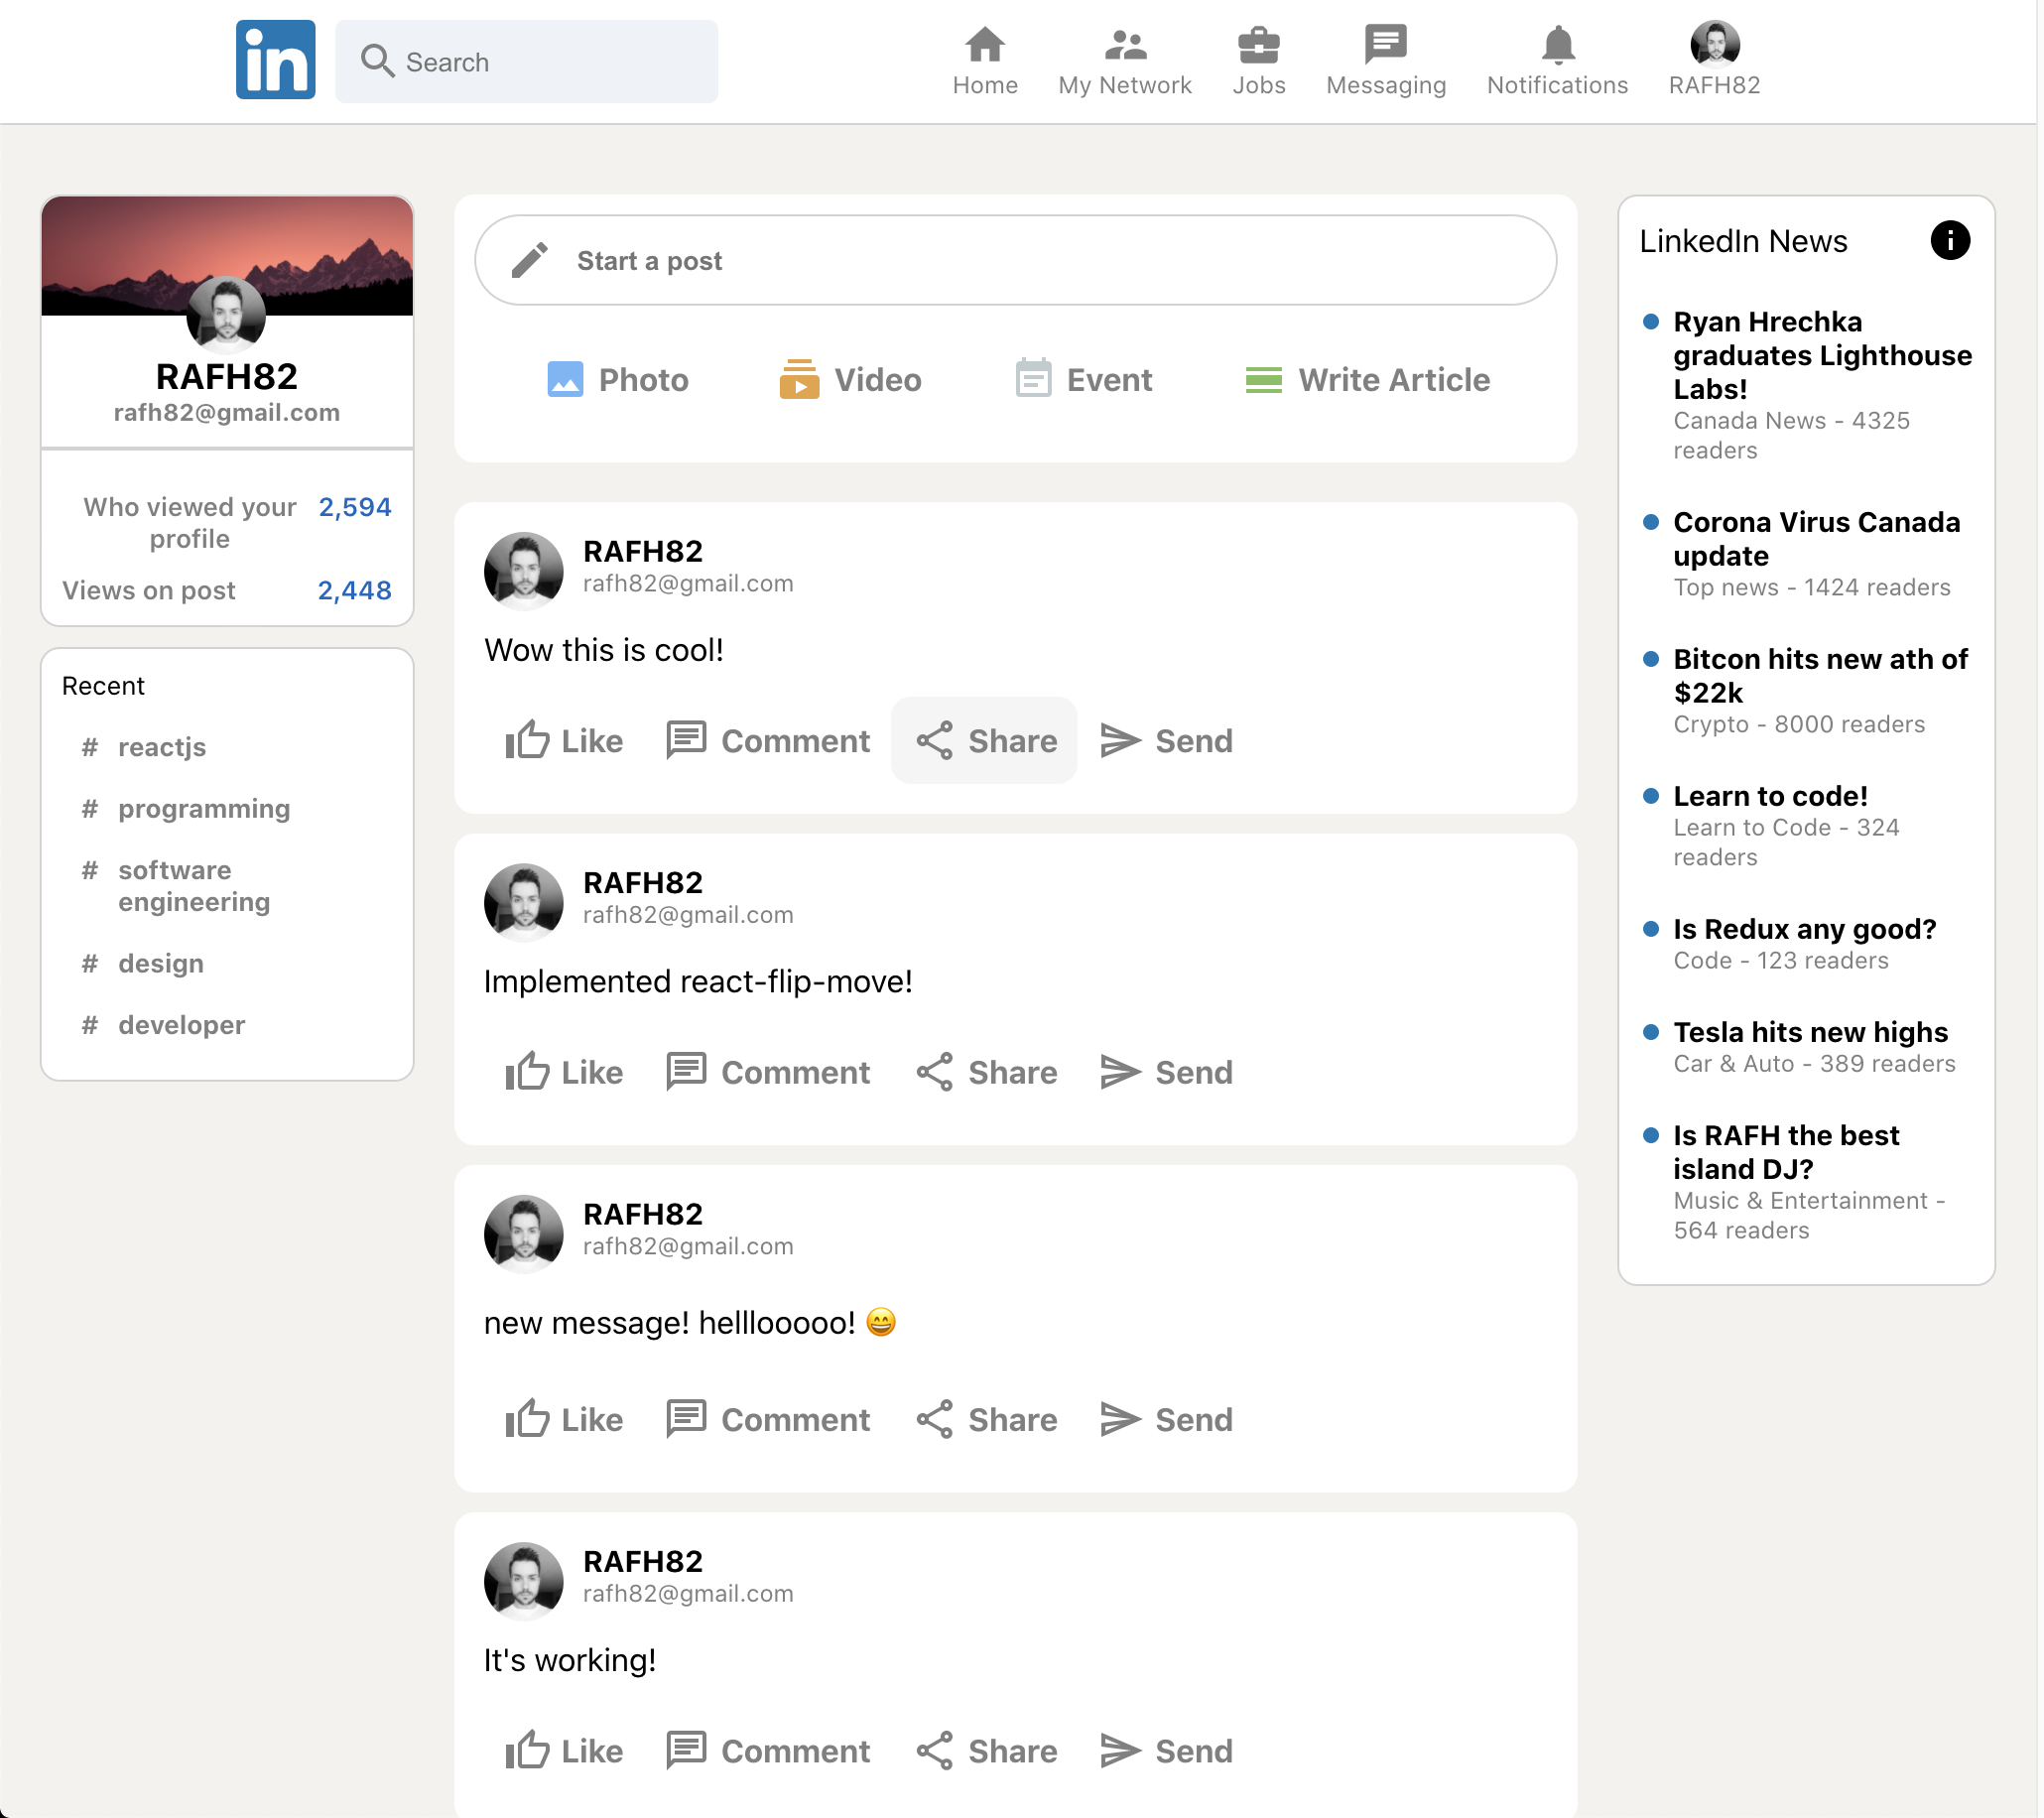 in
Search
Home
My Network
Jobs
Messaging
Notifications
RAFH82
RAFH82
rafh82@gmail.com
Who viewed your
profile
2,594
Views on post
2,448
Recent
# reactjs
# programming
# software
engineering
# design
# developer
Start a post
Photo
Video
Event
Write Article
RAFH82
rafh82@gmail.com
Wow this is cool!
Like
Comment
Share
Send
RAFH82
rafh82@gmail.com
Implemented react-flip-move!
Like
Comment
Share
Send
RAFH82
rafh82@gmail.com
new message! helllooooo! 😄
Like
Comment
Share
Send
RAFH82
rafh82@gmail.com
It's working!
Like
Comment
Share
Send
LinkedIn News
Ryan Hrechka
graduates Lighthouse
Labs!
Canada News - 4325
readers
Corona Virus Canada
update
Top news - 1424 readers
Bitcon hits new ath of
$22k
Crypto - 8000 readers
Learn to code!
Learn to Code - 324
readers
Is Redux any good?
Code - 123 readers
Tesla hits new highs
Car & Auto - 389 readers
Is RAFH the best
island DJ?
Music & Entertainment -
564 readers